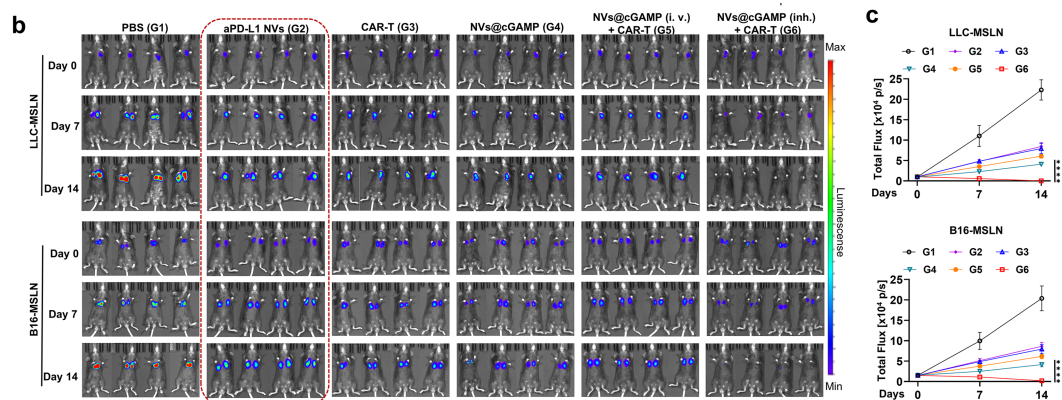 b
PBS (G1)
aPD-L1 NVs (G2)
CAR-T (G3)
NVs@cGAMP (G4)
NVs@cGAMP (i. v.)
+ CAR-T (G5)
NVs@cGAMP (inh.)
+ CAR-T (G6)
LLC-MSLN
Day 0
Day 7
Day 14
B16-MSLN
Day 0
Day 7
Day 14
Max
Luminescense
Min
c
LLC-MSLN
G1 G2 G3
G4 G5 G6
Total Flux [x10⁴ p/s]
25
20
15
10
5
0
****
Days 0 7 14
B16-MSLN
G1 G2 G3
G4 G5 G6
Total Flux [x10⁴ p/s]
25
20
15
10
5
0
****
Days 0 7 14